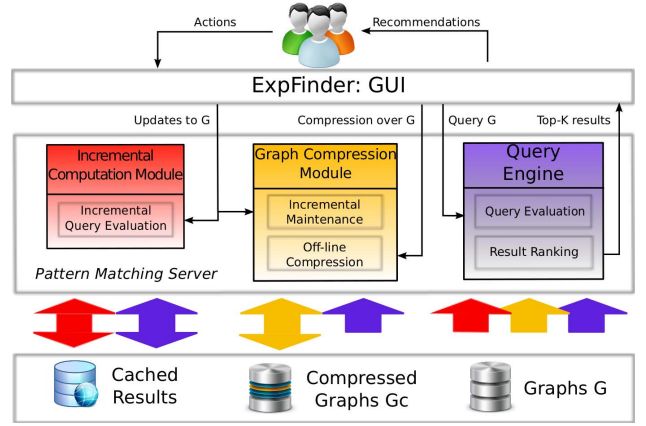 Actions
Recommendations
ExpFinder: GUI
Updates to G
Compression over G
Query G
Top-K results
Incremental
Computation Module
Incremental
Query Evaluation
Graph Compression
Module
Incremental
Maintenance
Off-line
Compression
Query
Engine
Query Evaluation
Result Ranking
Pattern Matching Server
Cached
Results
Compressed
Graphs Gc
Graphs G